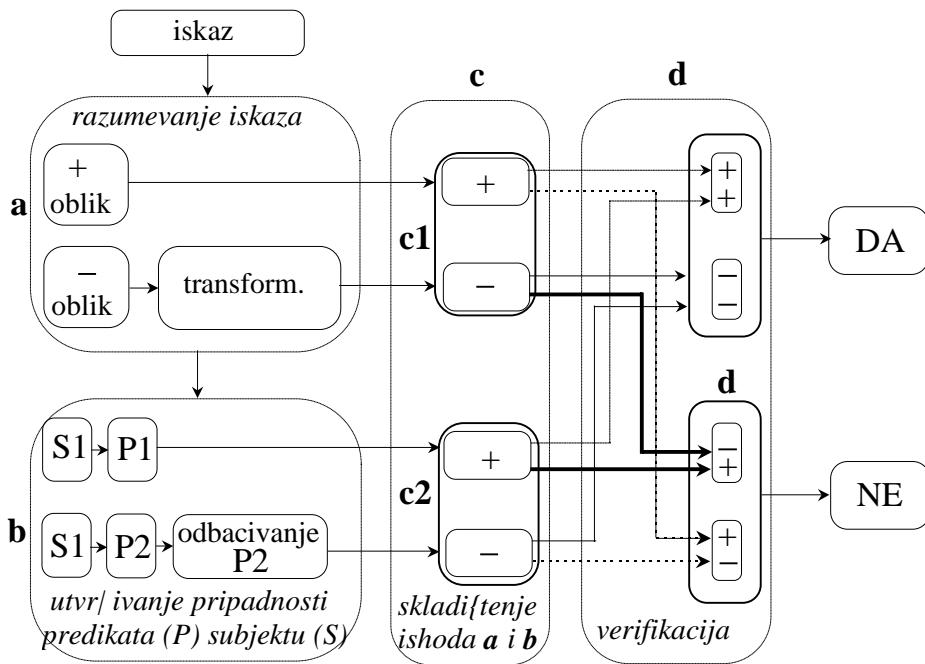 iskaz
c
d
razumevanje iskaza
+
oblik
a
–
oblik
transform.
c1
+
–
+
+
–
–
DA
d
S1
P1
b
S1
P2
odbacivanje
P2
c2
+
–
–
+
+
–
NE
utvr/ ivanje pripadnosti
predikata (P) subjektu (S)
skladi{tenje
ishoda a i b
verifikacija